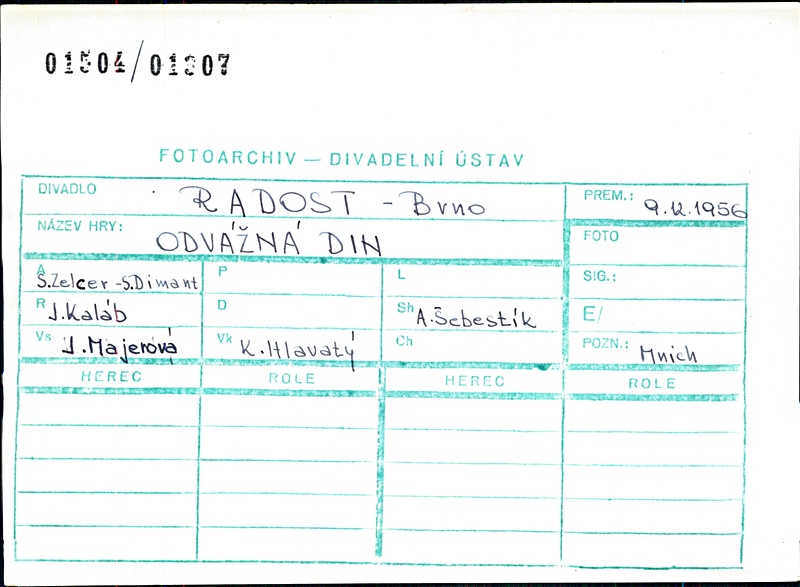 01504/01307
FOTOARCHIV — DIVADELNÍ ÚSTAV
DIVADLO RADOST - Brno
PREM.: 9.12.1956
NÁZEV HRY: ODVÁŽNÁ DIN
FOTO
A S.Zelcer - S.Dimant
P
L
SIG.:
R J.Kaláb
D
Sh A.Šebestík
E/
Vs J.Majerová
Vk K.Hlavatý
Ch
POZN.: Mnich
HEREC ROLE HEREC ROLE